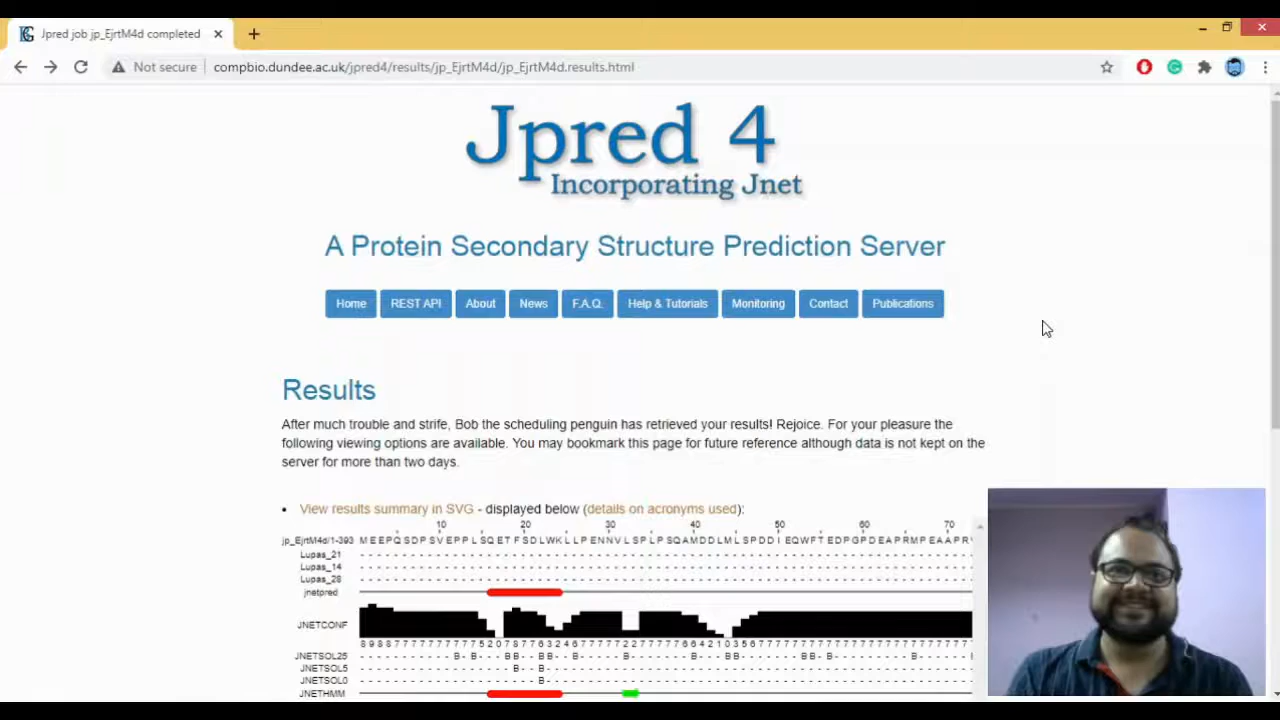 Jpred job jp_EjrtM4d completed
Not secure compbio.dundee.ac.uk/jpred4/results/jp_EjrtM4d/jp_EjrtM4d.results.html
Jpred 4
Incorporating Jnet
A Protein Secondary Structure Prediction Server
Home REST API About News F.A.Q. Help & Tutorials Monitoring Contact Publications
Results
After much trouble and strife, Bob the scheduling penguin has retrieved your results! Rejoice. For your pleasure the
following viewing options are available. You may bookmark this page for future reference although data is not kept on the
server for more than two days.
View results summary in SVG - displayed below (details on acronyms used):
10 20 30 40 50 60 70
jp_EjrtM4d/1-393 MEEPQSDPSVEPPLSQETFSDLWKLLPENNVLSPLPSQAMDDLMLSPDDIEQWFTEDPGPDEAPRMPEAAPR
Lupas_21
Lupas_14
Lupas_28
jnetpred
JNETCONF
JNETSOL25
JNETSOL5
JNETSOL0
JNETHMM